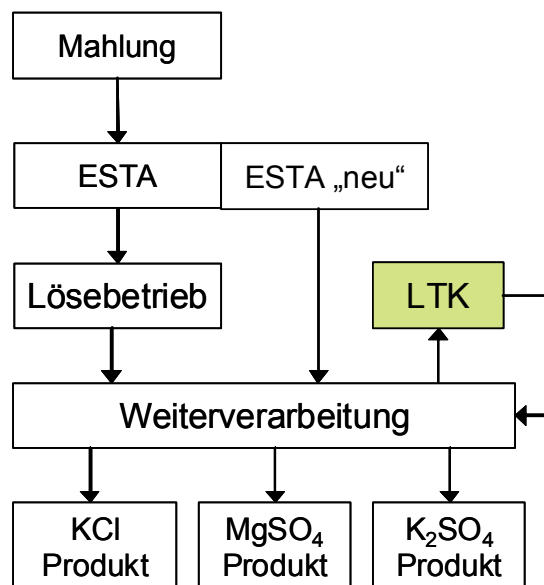 Mahlung
ESTA
ESTA „neu“
Lösebetrieb
LTK
Weiterverarbeitung
KCl
Produkt
MgSO₄
Produkt
K₂SO₄
Produkt